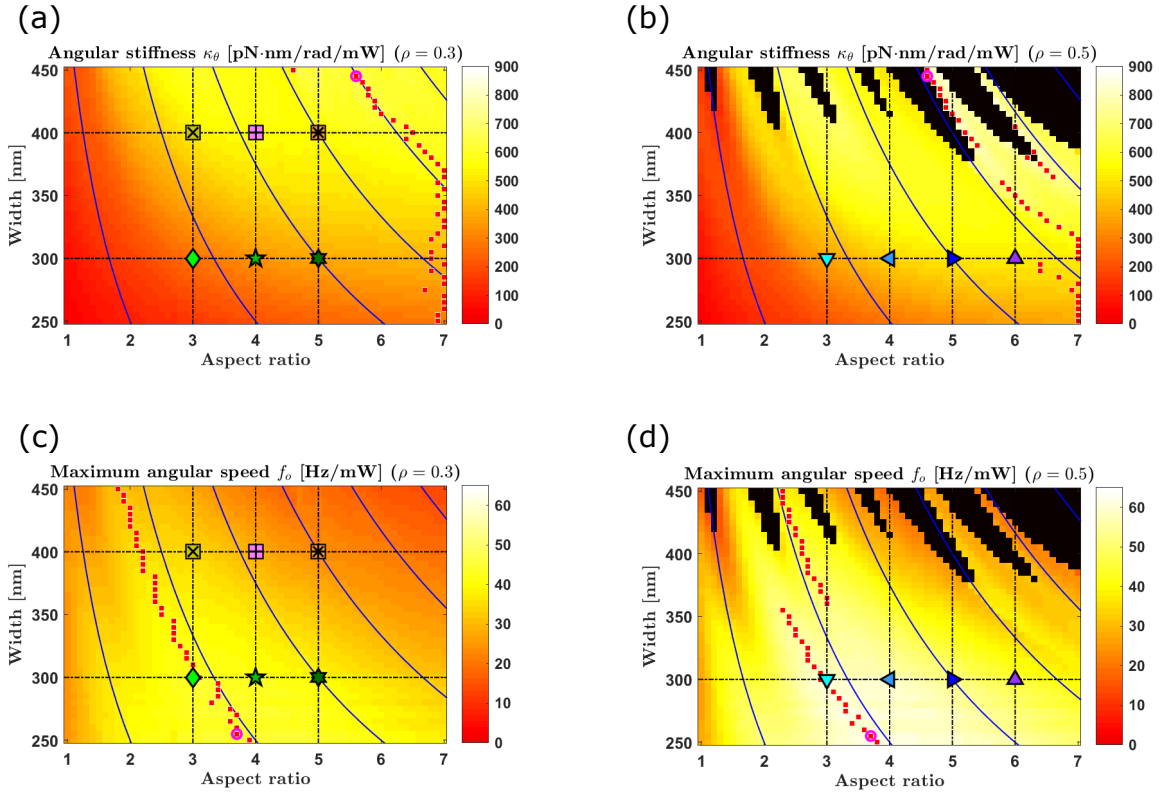 (a)
Angular stiffness κθ [pN·nm/rad/mW] (ρ = 0.3)
450
400
350
300
250
Width [nm]
1 2 3 4 5 6 7
Aspect ratio
900
800
700
600
500
400
300
200
100
0
(b)
Angular stiffness κθ [pN·nm/rad/mW] (ρ = 0.5)
450
400
350
300
250
Width [nm]
1 2 3 4 5 6 7
Aspect ratio
900
800
700
600
500
400
300
200
100
0
(c)
Maximum angular speed fo [Hz/mW] (ρ = 0.3)
450
400
350
300
250
Width [nm]
1 2 3 4 5 6 7
Aspect ratio
60
50
40
30
20
10
0
(d)
Maximum angular speed fo [Hz/mW] (ρ = 0.5)
450
400
350
300
250
Width [nm]
1 2 3 4 5 6 7
Aspect ratio
60
50
40
30
20
10
0